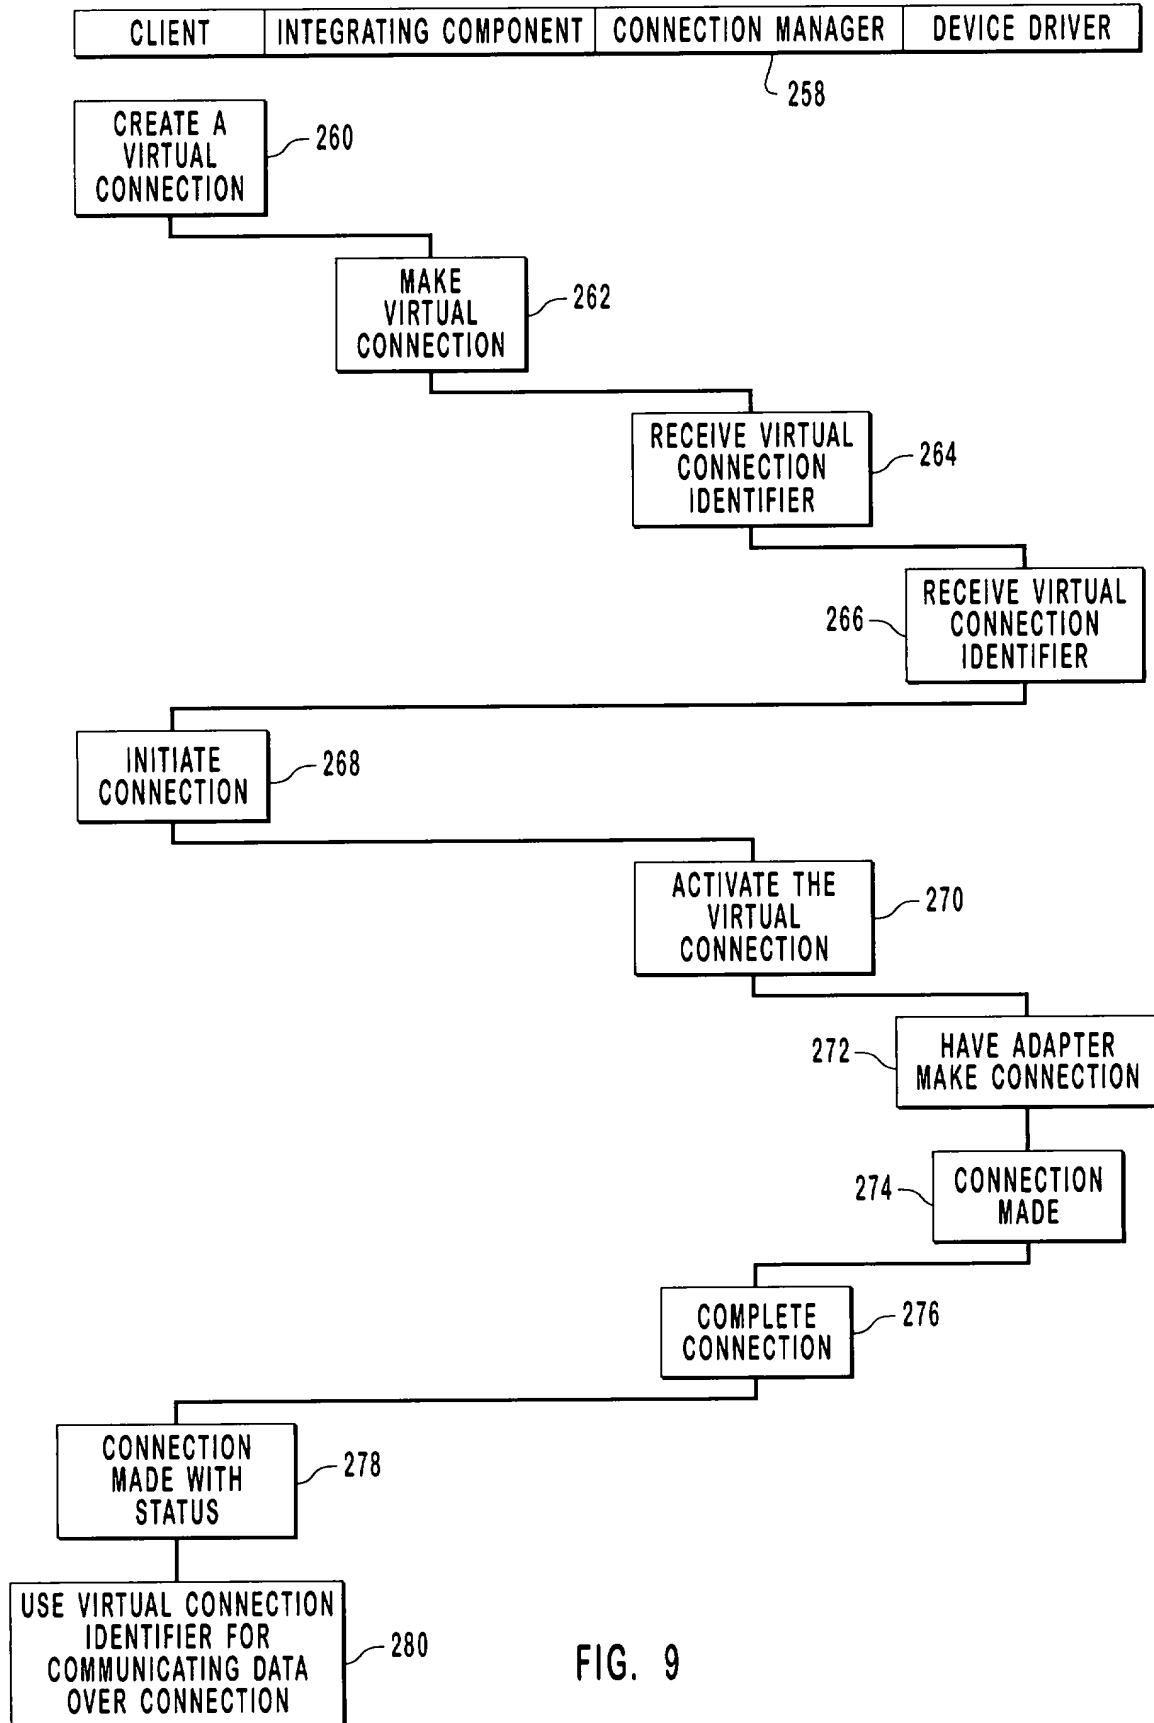 CLIENT INTEGRATING COMPONENT CONNECTION MANAGER DEVICE DRIVER
258
CREATE A
VIRTUAL
CONNECTION
260
MAKE
VIRTUAL
CONNECTION
262
RECEIVE VIRTUAL
CONNECTION
IDENTIFIER
264
RECEIVE VIRTUAL
CONNECTION
IDENTIFIER
266
INITIATE
CONNECTION
268
ACTIVATE THE
VIRTUAL
CONNECTION
270
272
HAVE ADAPTER
MAKE CONNECTION
274
CONNECTION
MADE
COMPLETE
CONNECTION
276
CONNECTION
MADE WITH
STATUS
278
USE VIRTUAL CONNECTION
IDENTIFIER FOR
COMMUNICATING DATA
OVER CONNECTION
280
FIG. 9